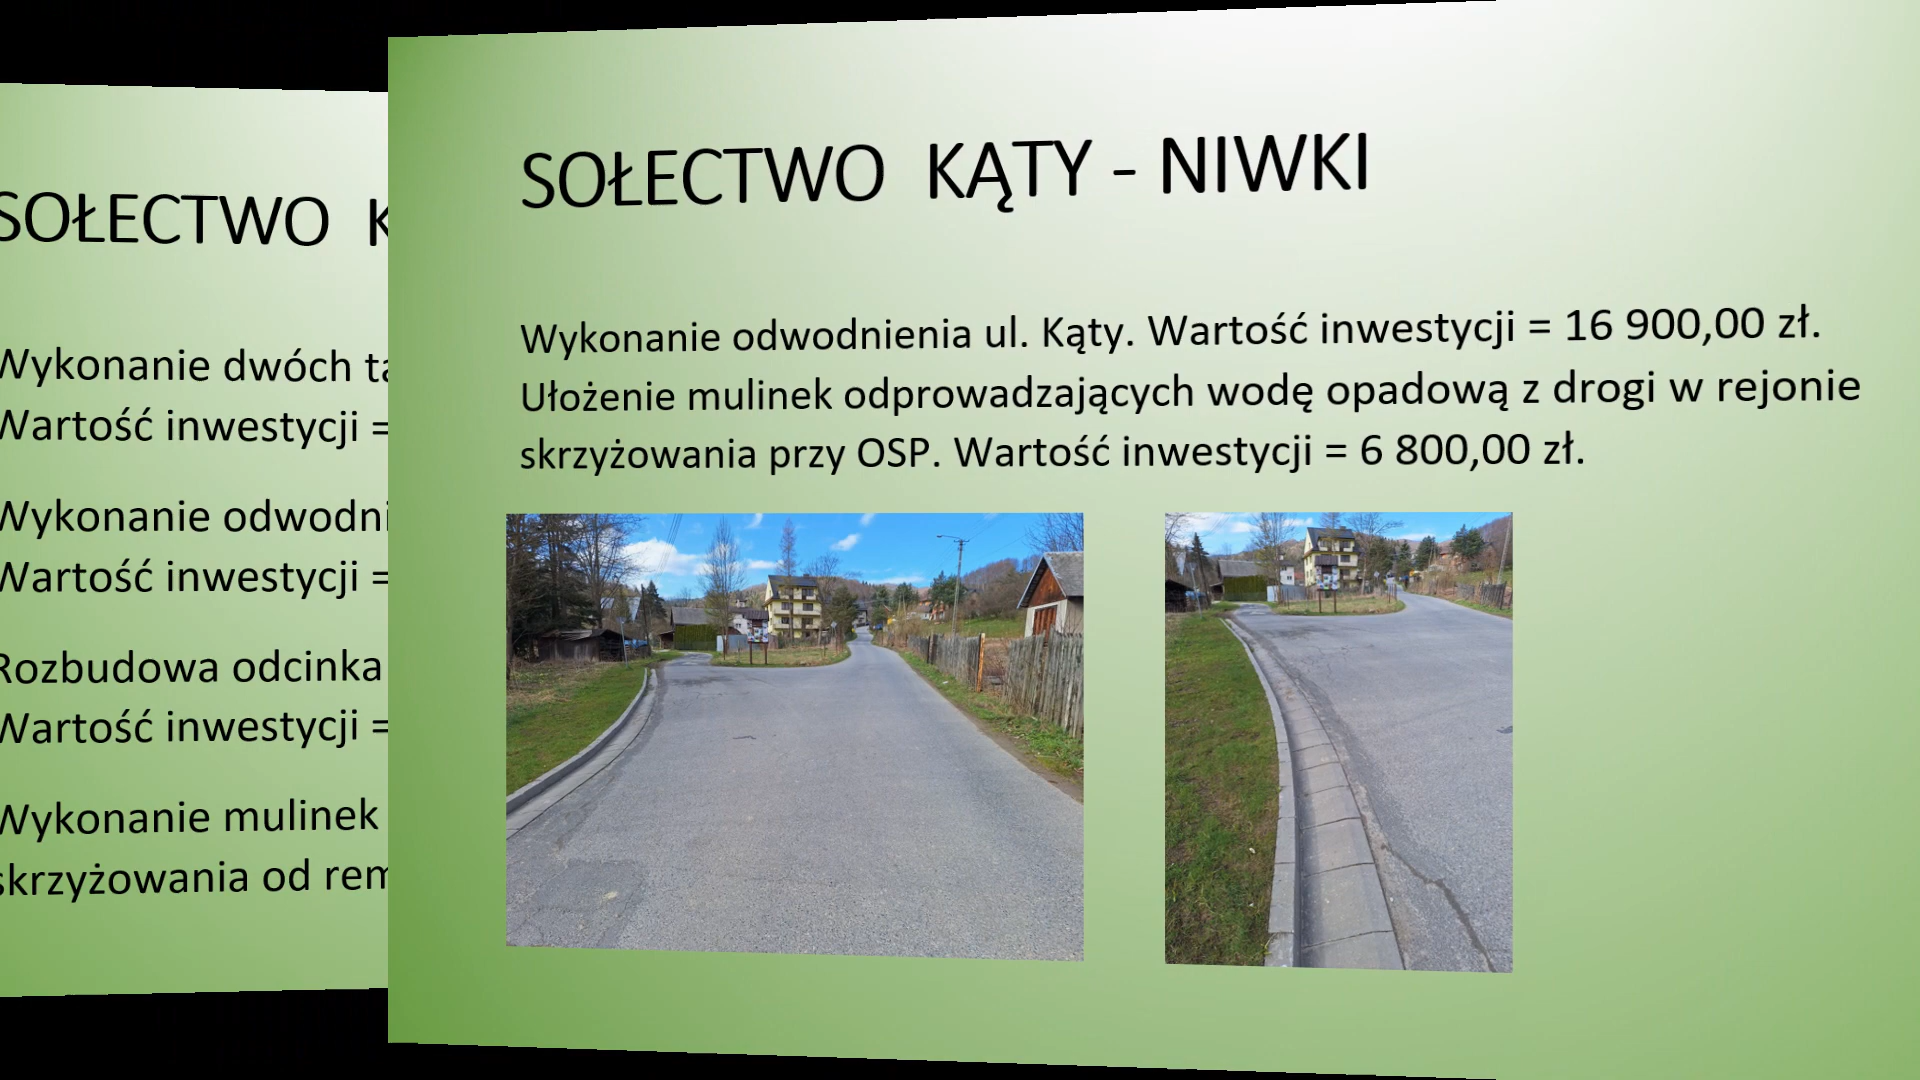 SOŁECTWO
Wykonanie dwóch
Wartość inwestycji =
Wykonanie
Wartość inwestycji =
Rozbudowa odcinka
Wartość inwestycji =
Wykonanie mulinek
skrzyżowania od
SOŁECTWO KĄTY - NIWKI
Wykonanie odwodnienia ul. Kąty. Wartość inwestycji = 16 900,00 zł.
Ułożenie mulinek odprowadzających wodę opadową z drogi w rejonie
skrzyżowania przy OSP. Wartość inwestycji = 6 800,00 zł.